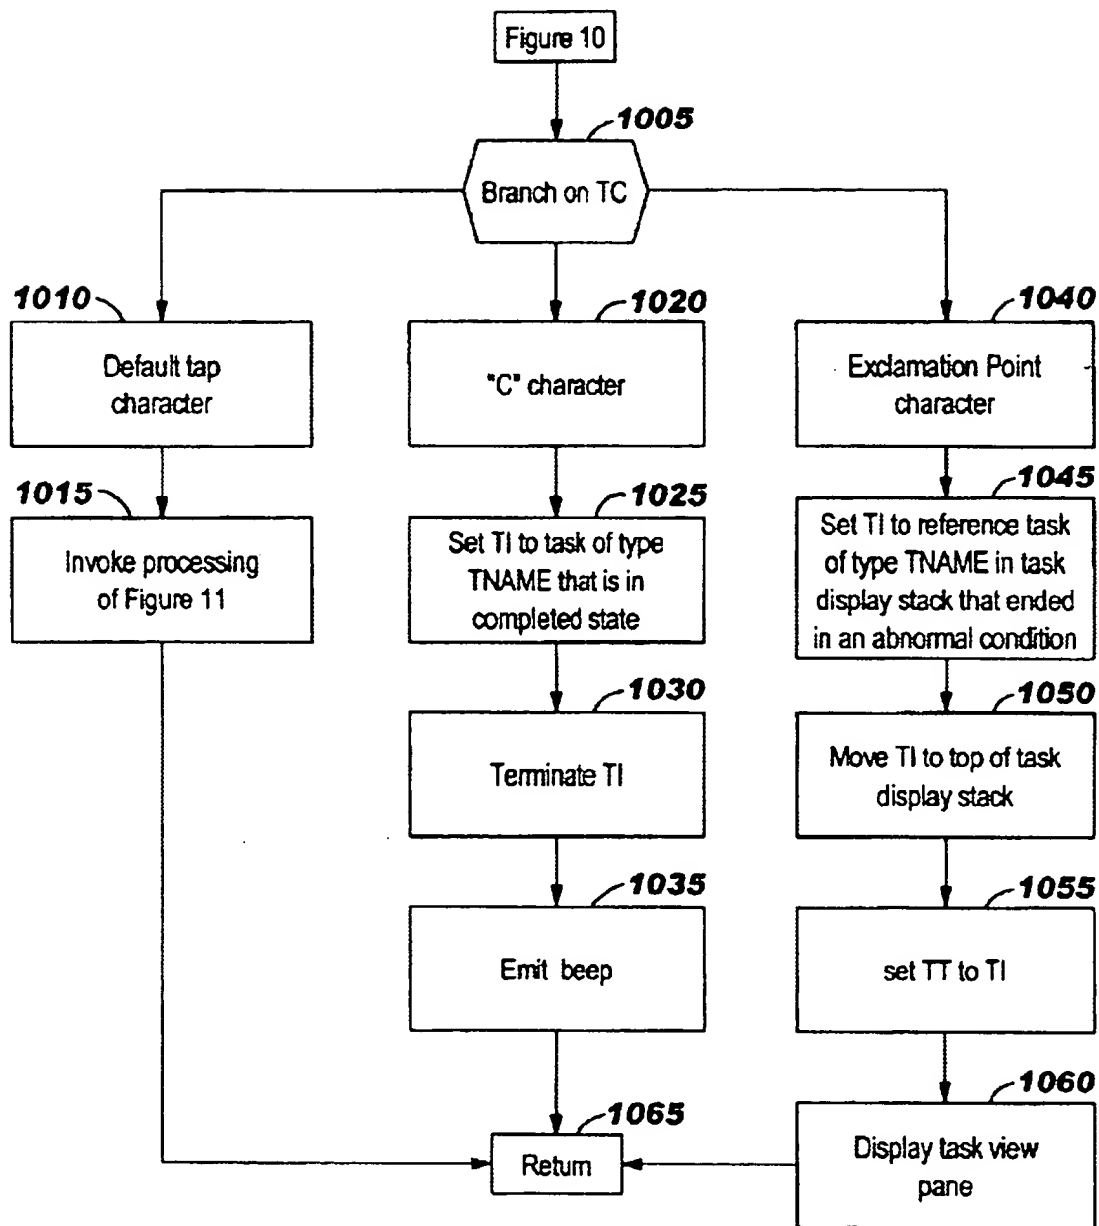 Figure 10
1005
Branch on TC
1010
Default tap
character
1015
Invoke processing
of Figure 11
1020
"C" character
1025
Set TI to task of type
TNAME that is in
completed state
1030
Terminate TI
1035
Emit beep
1040
Exclamation Point
character
1045
Set TI to reference task
of type TNAME in task
display stack that ended
in an abnormal condition
1050
Move TI to top of task
display stack
1055
set TT to TI
1060
Display task view
pane
1065
Return